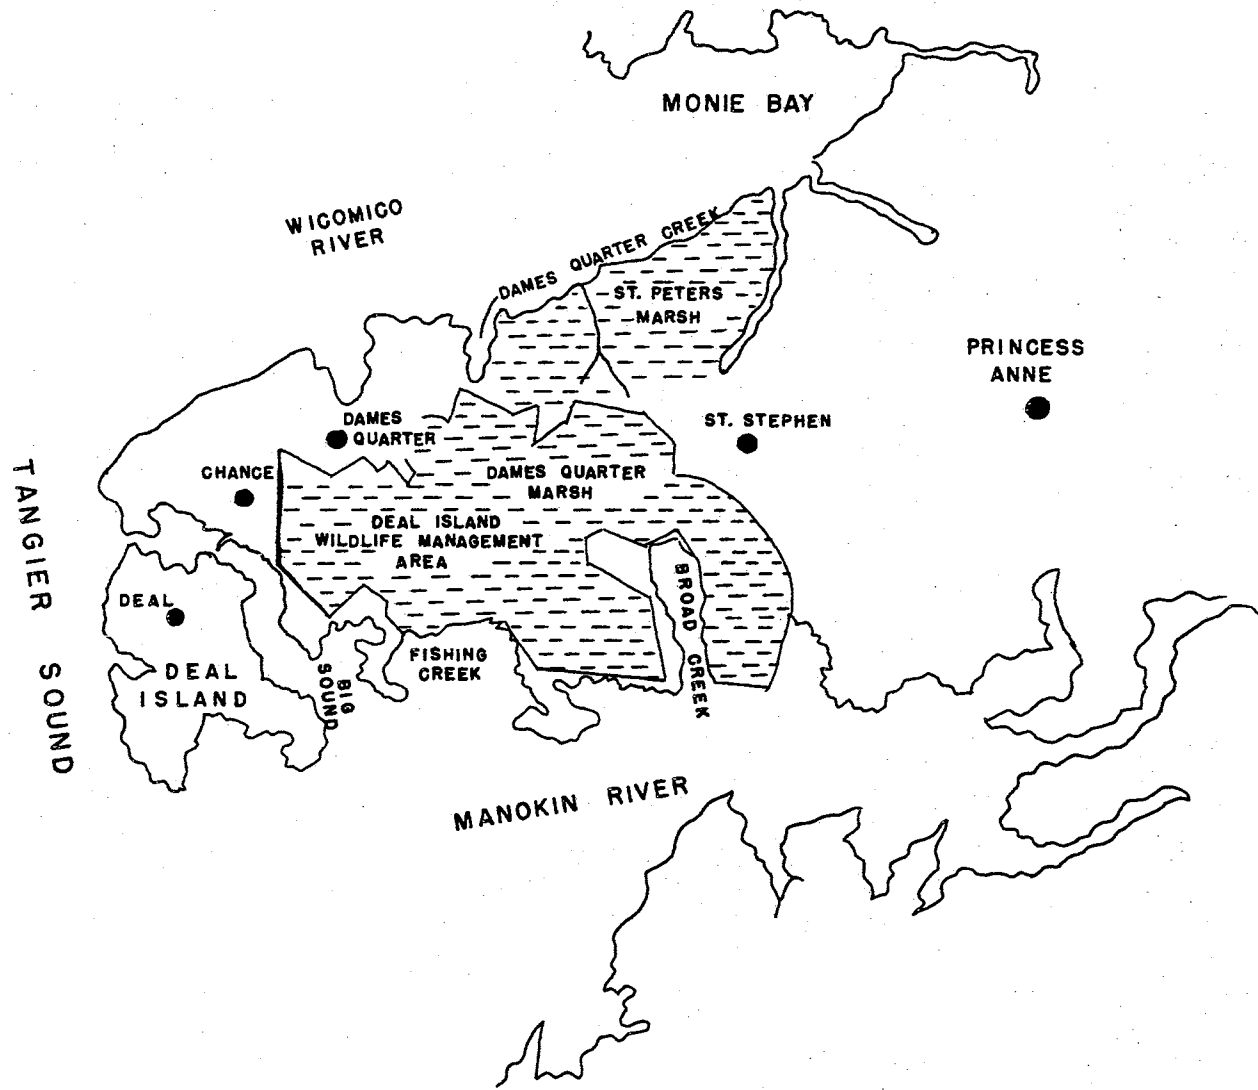 MONIE BAY
WICOMICO
RIVER
DAMES QUARTER CREEK
ST. PETERS
MARSH
PRINCESS
ANNE
DAMES
QUARTER
ST. STEPHEN
CHANCE
DAMES QUARTER
MARSH
DEAL ISLAND
WILDLIFE MANAGEMENT
AREA
TANGIER SOUND
BROAD CREEK
DEAL
DEAL
ISLAND
FISHING
CREEK
BIG
SOUND
MANOKIN RIVER